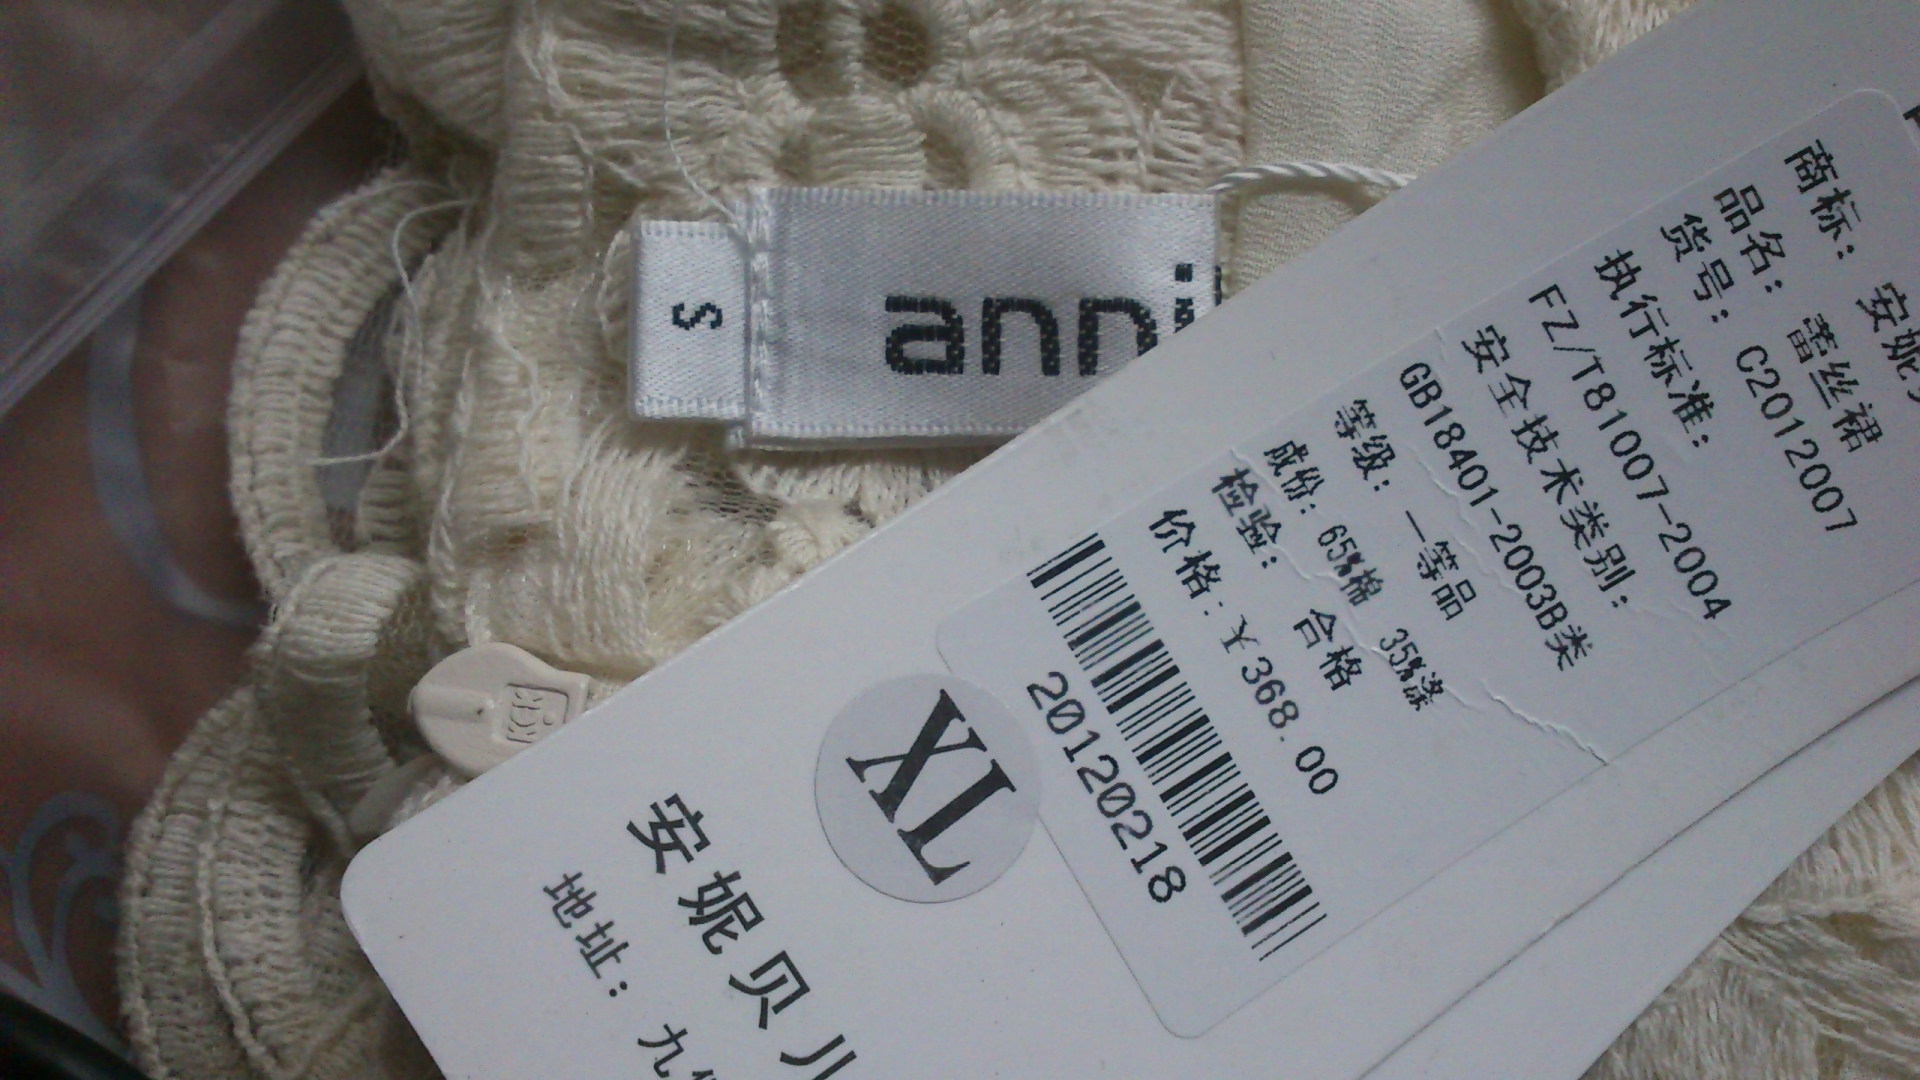 S
anni
商标: 安妮
品名: 蕾丝裙
货号: C2012007
执行标准:
FZ/T81007-2004
安全技术类别:
GB18401-2003B类
等级: 一等品
成份: 65%棉 35%涤
检验: 合格
价格: ¥368.00
20120218
XL
安妮贝儿
地址: 九